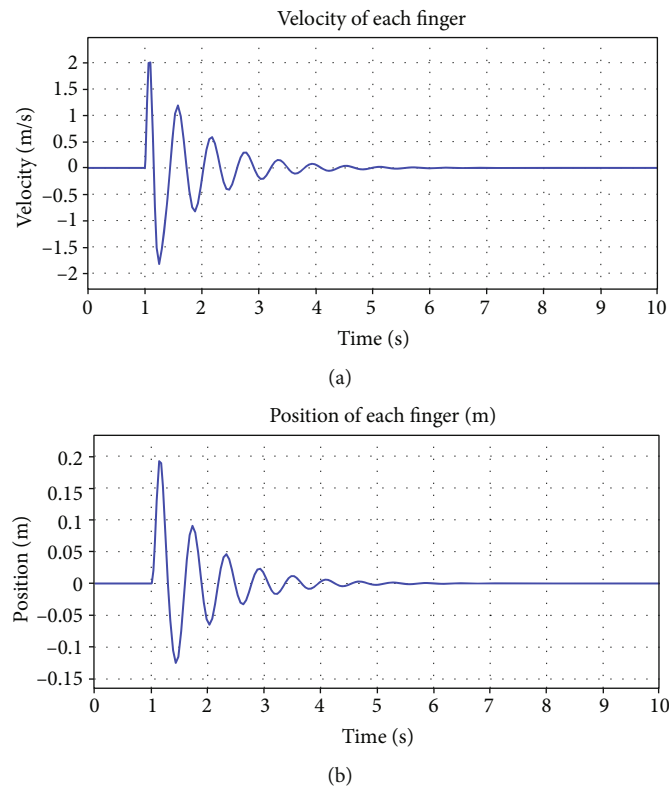 Velocity of each finger
2
1.5
1
0.5
0
−0.5
−1
−1.5
−2
Velocity (m/s)
0 1 2 3 4 5 6 7 8 9 10
Time (s)
(a)
Position of each finger (m)
0.2
0.15
0.1
0.05
0
−0.05
−0.1
−0.15
Position (m)
0 1 2 3 4 5 6 7 8 9 10
Time (s)
(b)